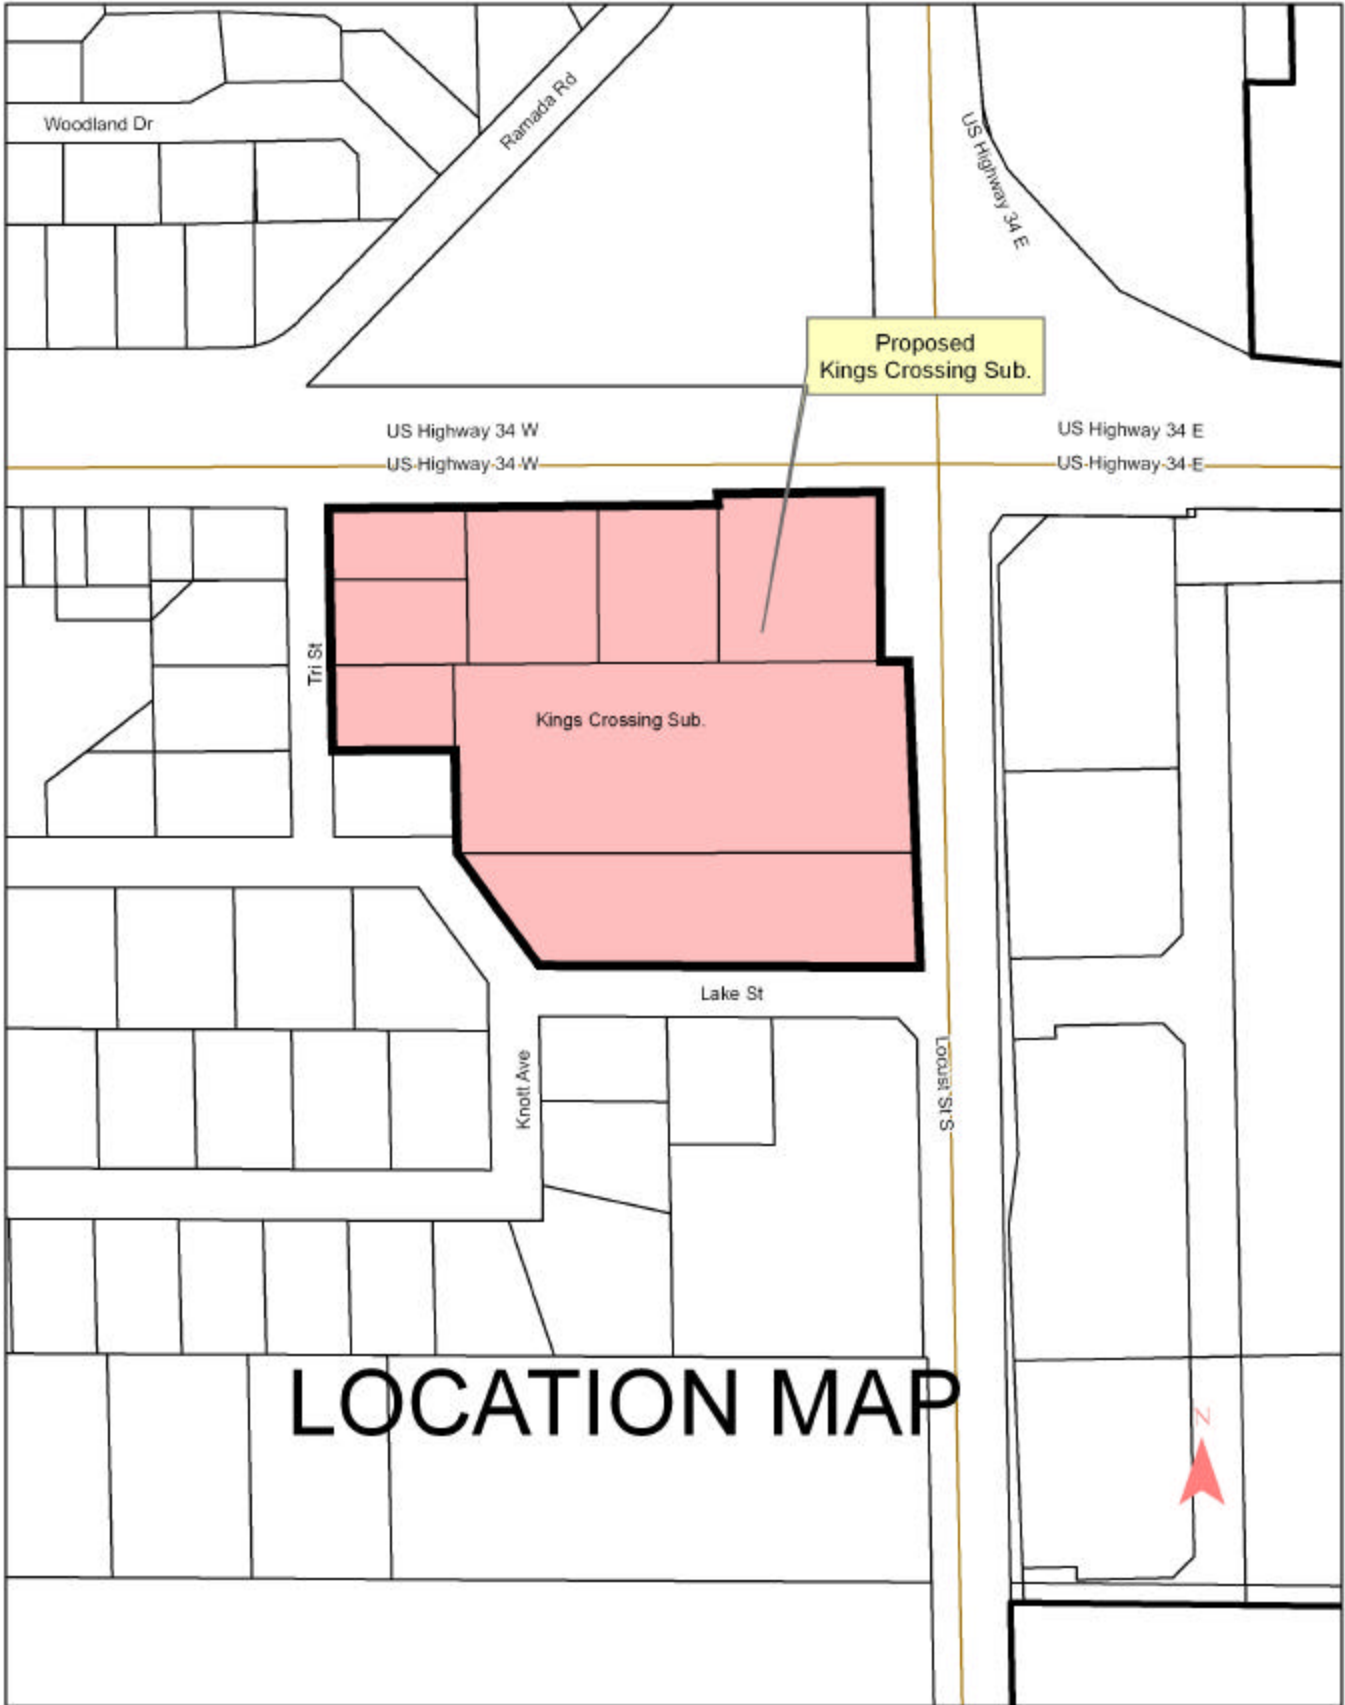 Woodland Dr
Ramada Rd
US Highway 34 E
Proposed
Kings Crossing Sub.
US Highway 34 W
US Highway 34 E
US Highway 34 W
US Highway 34 E
Tri St
Kings Crossing Sub.
Lake St
Knott Ave
Locust St S
LOCATION MAP
N